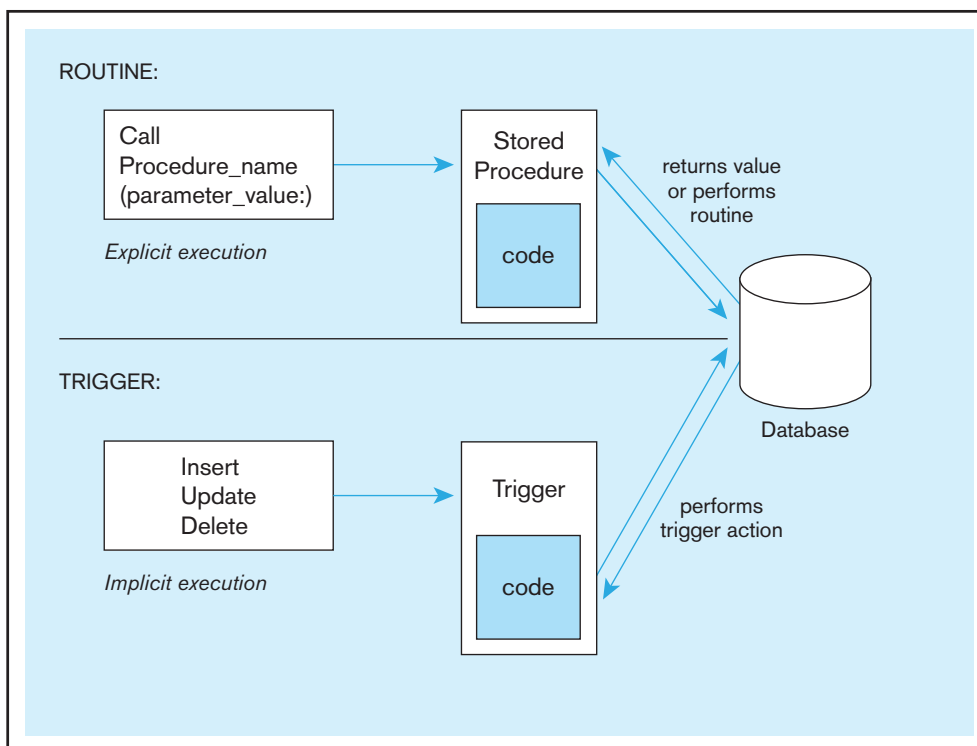 ROUTINE:
Call
Procedure_name
(parameter_value:)
Explicit execution
Stored
Procedure
code
returns value
or performs
routine
Database
TRIGGER:
Insert
Update
Delete
Implicit execution
Trigger
code
performs
trigger action